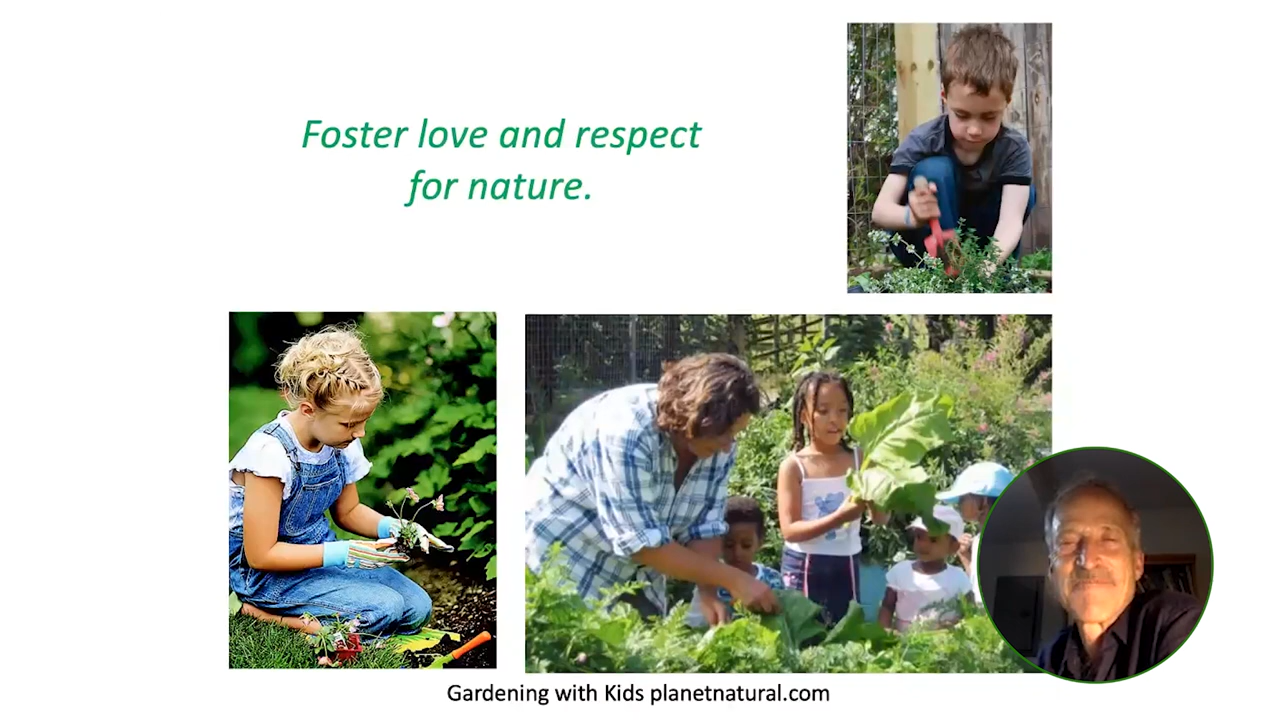 Foster love and respect
for nature.
Gardening with Kids planetnatural.com